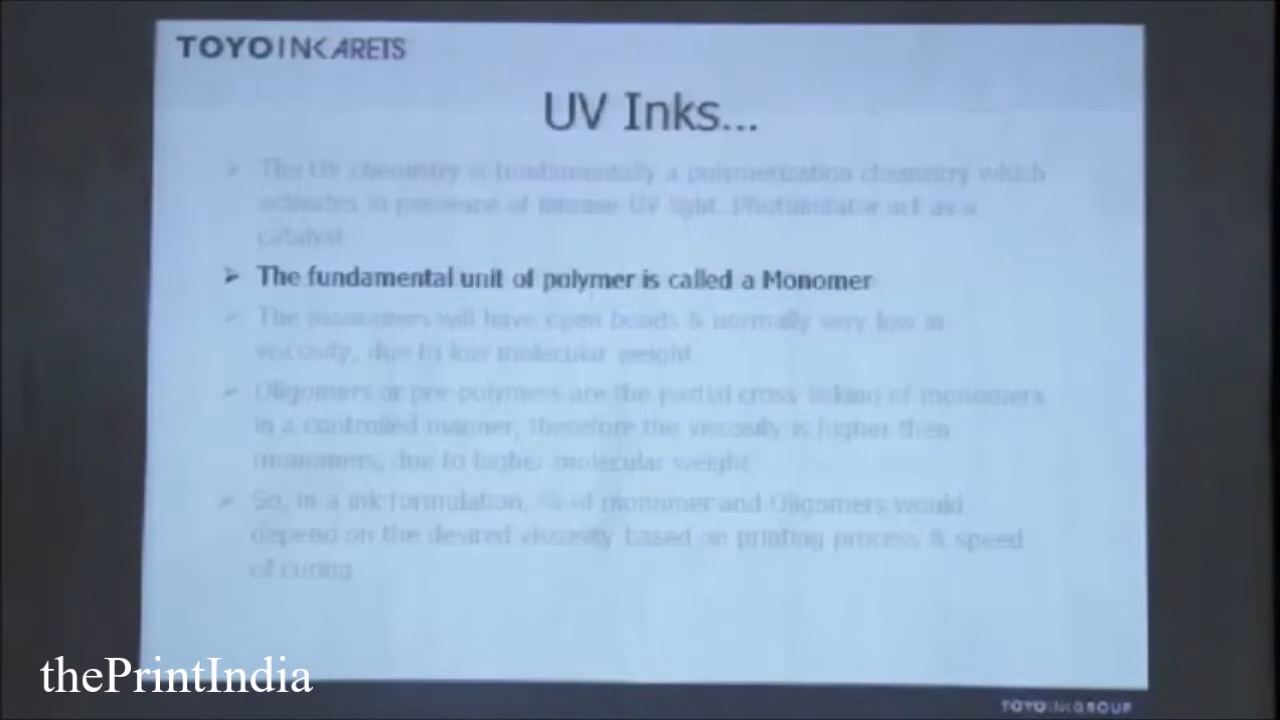 TOYOINK ARETS
UV Inks...
➢ The UV chemistry is fundamentally a polymerization chemistry which
activates in presence of intense UV light. Photoinitiator act as a
catalyst
➢ The fundamental unit of polymer is called a Monomer
➢ The monomers will have open bonds & normally very low in
viscosity, due to low molecular weight
➢ Oligomers or pre-polymers are the partial cross linking of monomers
in a controlled manner, therefore the viscosity is higher then
monomers, due to higher molecular weight
➢ So, in a ink formulation, % of monomer and Oligomers would
depend on the desired viscosity based on printing process & speed
of curing
thePrintIndia
TOYO INK GROUP